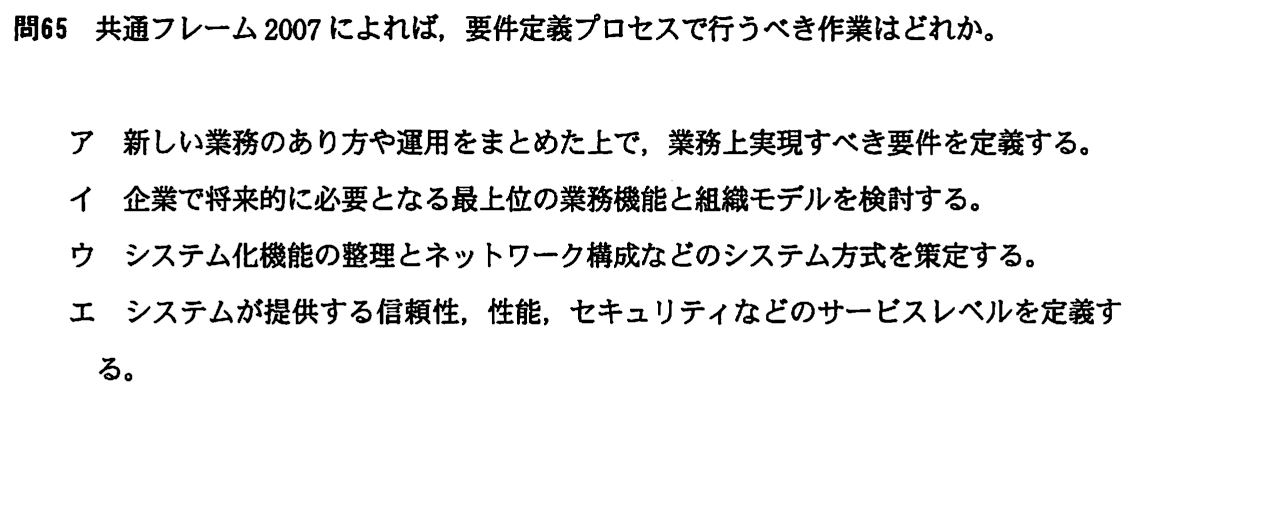 問65 共通フレーム2007によれば，要件定義プロセスで行うべき作業はどれか。
ア 新しい業務のあり方や運用をまとめた上で，業務上実現すべき要件を定義する。
イ 企業で将来的に必要となる最上位の業務機能と組織モデルを検討する。
ウ システム化機能の整理とネットワーク構成などのシステム方式を策定する。
エ システムが提供する信頼性，性能，セキュリティなどのサービスレベルを定義す
る。